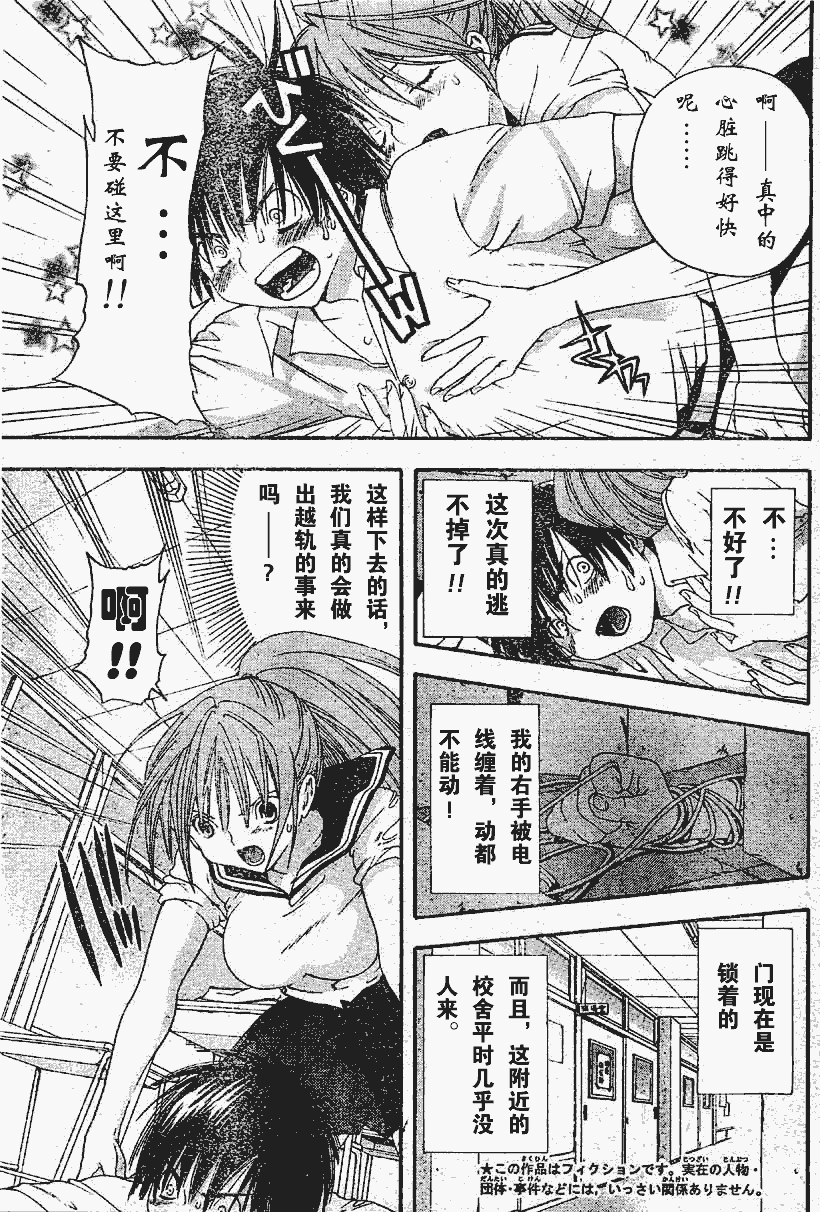 啊——真中的
心脏跳得好快
呢……
不…
不要碰这里啊!!
不…
不好了!!
这次真的逃
不掉了!!
我的右手被电
线缠着，动都
不能动！
门现在是
锁着的
而且，这附近的
校舍平时几乎没
人来。
★この作品はフィクションです。実在の人物・
団体・事件などには、いっさい関係ありません。
这样下去的话，
我们真的会做
出越轨的事来
吗——？
啊!!